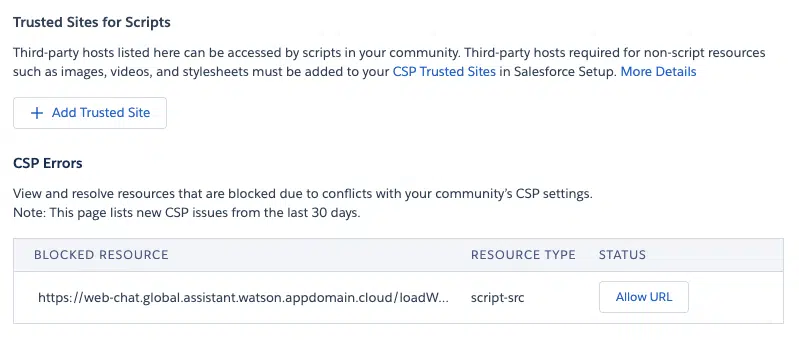 Trusted Sites for Scripts
Third-party hosts listed here can be accessed by scripts in your community. Third-party hosts required for non-script resources
such as images, videos, and stylesheets must be added to your CSP Trusted Sites in Salesforce Setup. More Details
+ Add Trusted Site
CSP Errors
View and resolve resources that are blocked due to conflicts with your community’s CSP settings.
Note: This page lists new CSP issues from the last 30 days.
BLOCKED RESOURCE RESOURCE TYPE STATUS
https://web-chat.global.assistant.watson.appdomain.cloud/loadW... script-src Allow URL